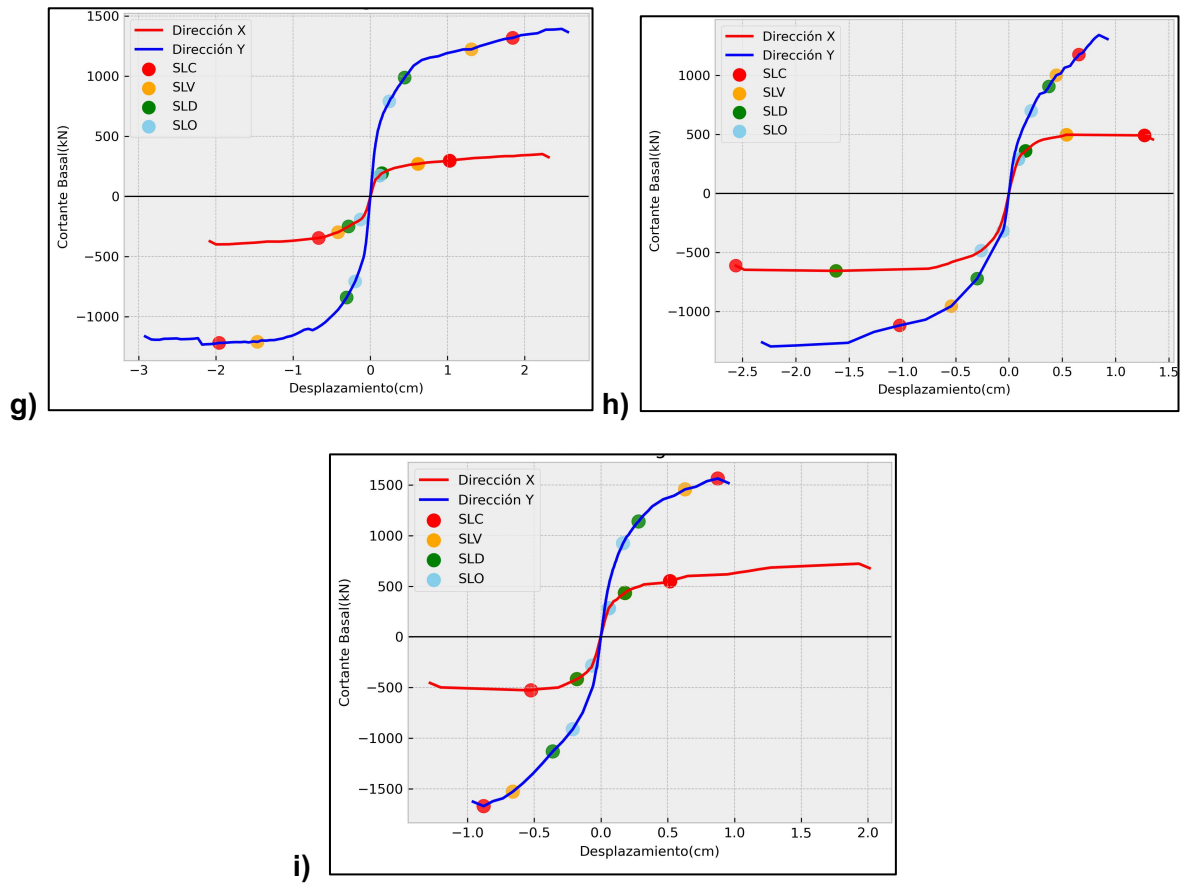 g)
Dirección X
Dirección Y
SLC
SLV
SLD
SLO
1500
1000
500
0
−500
−1000
−3
−2
−1
0
1
2
Cortante Basal(kN)
Desplazamiento(cm)
h)
Dirección X
Dirección Y
SLC
SLV
SLD
SLO
1000
500
0
−500
−1000
−2.5
−2.0
−1.5
−1.0
−0.5
0.0
0.5
1.0
1.5
Cortante Basal(kN)
Desplazamiento(cm)
i)
Dirección X
Dirección Y
SLC
SLV
SLD
SLO
1500
1000
500
0
−500
−1000
−1500
−1.0
−0.5
0.0
0.5
1.0
1.5
2.0
Cortante Basal(kN)
Desplazamiento(cm)